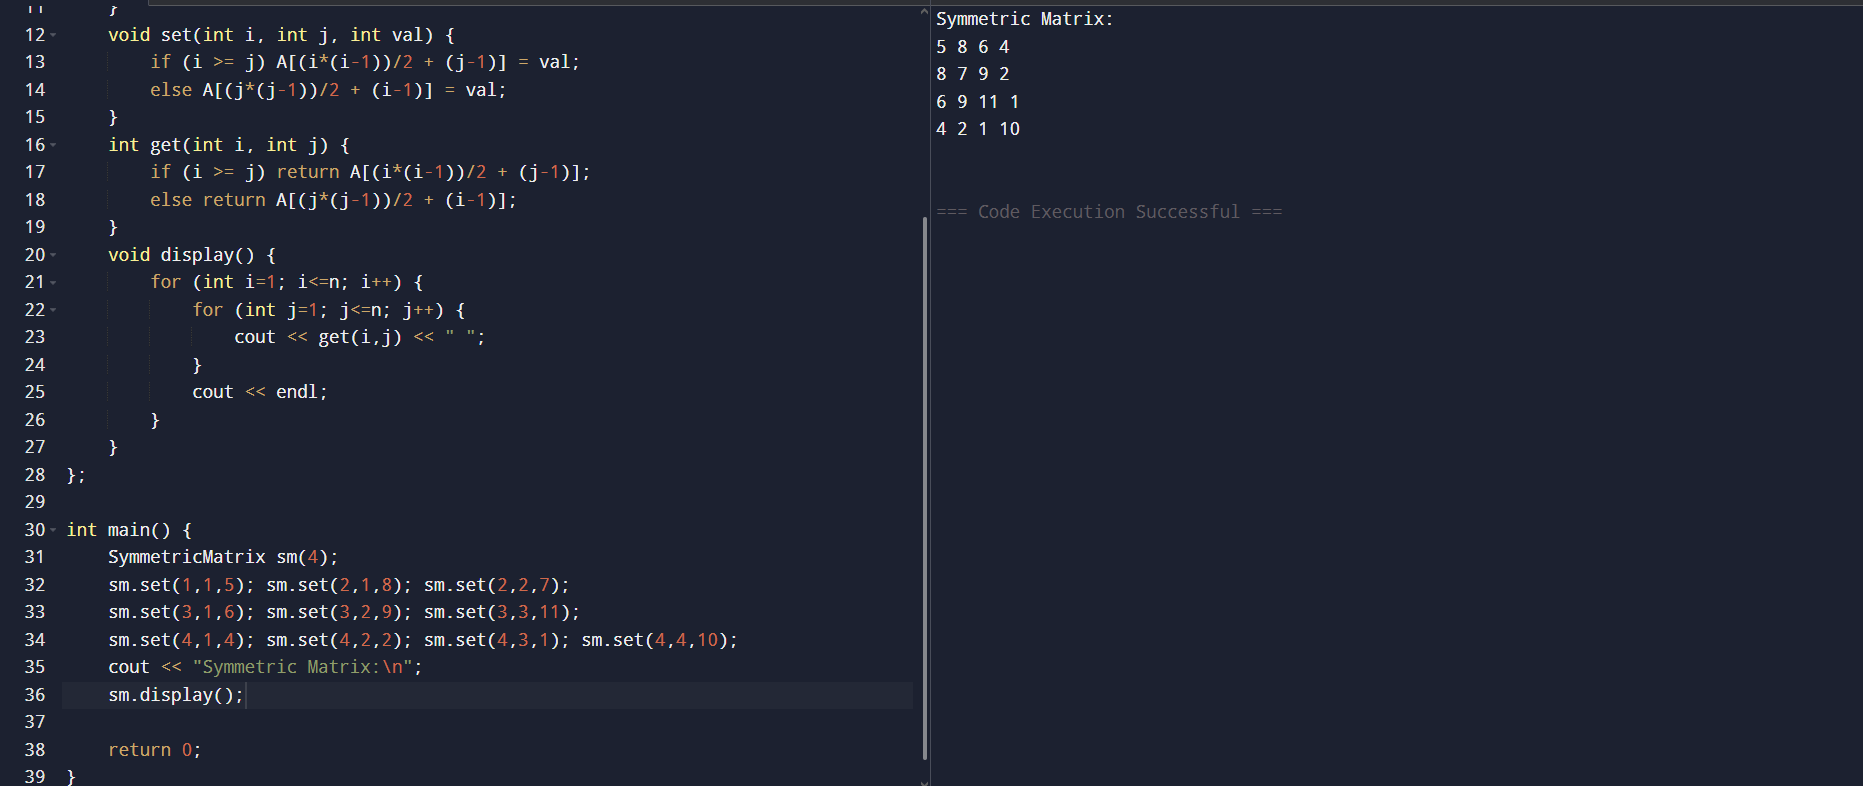 11     }
12     void set(int i, int j, int val) {
13         if (i >= j) A[(i*(i-1))/2 + (j-1)] = val;
14         else A[(j*(j-1))/2 + (i-1)] = val;
15     }
16     int get(int i, int j) {
17         if (i >= j) return A[(i*(i-1))/2 + (j-1)];
18         else return A[(j*(j-1))/2 + (i-1)];
19     }
20     void display() {
21         for (int i=1; i<=n; i++) {
22             for (int j=1; j<=n; j++) {
23                 cout << get(i,j) << " ";
24             }
25             cout << endl;
26         }
27     }
28 };
29
30 int main() {
31     SymmetricMatrix sm(4);
32     sm.set(1,1,5); sm.set(2,1,8); sm.set(2,2,7);
33     sm.set(3,1,6); sm.set(3,2,9); sm.set(3,3,11);
34     sm.set(4,1,4); sm.set(4,2,2); sm.set(4,3,1); sm.set(4,4,10);
35     cout << "Symmetric Matrix:\n";
36     sm.display();
37
38     return 0;
39 }
Symmetric Matrix:
5 8 6 4
8 7 9 2
6 9 11 1
4 2 1 10
=== Code Execution Successful ===